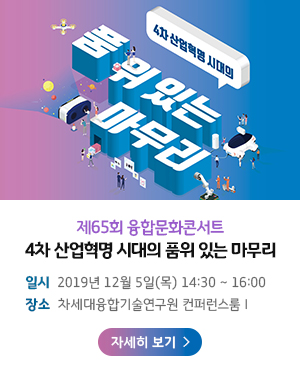 4차 산업혁명 시대의
품위 있는
마무리
제65회 융합문화콘서트
4차 산업혁명 시대의 품위 있는 마무리
일시 2019년 12월 5일(목) 14:30 ~ 16:00
장소 차세대융합기술연구원 컨퍼런스룸 I
자세히 보기 >